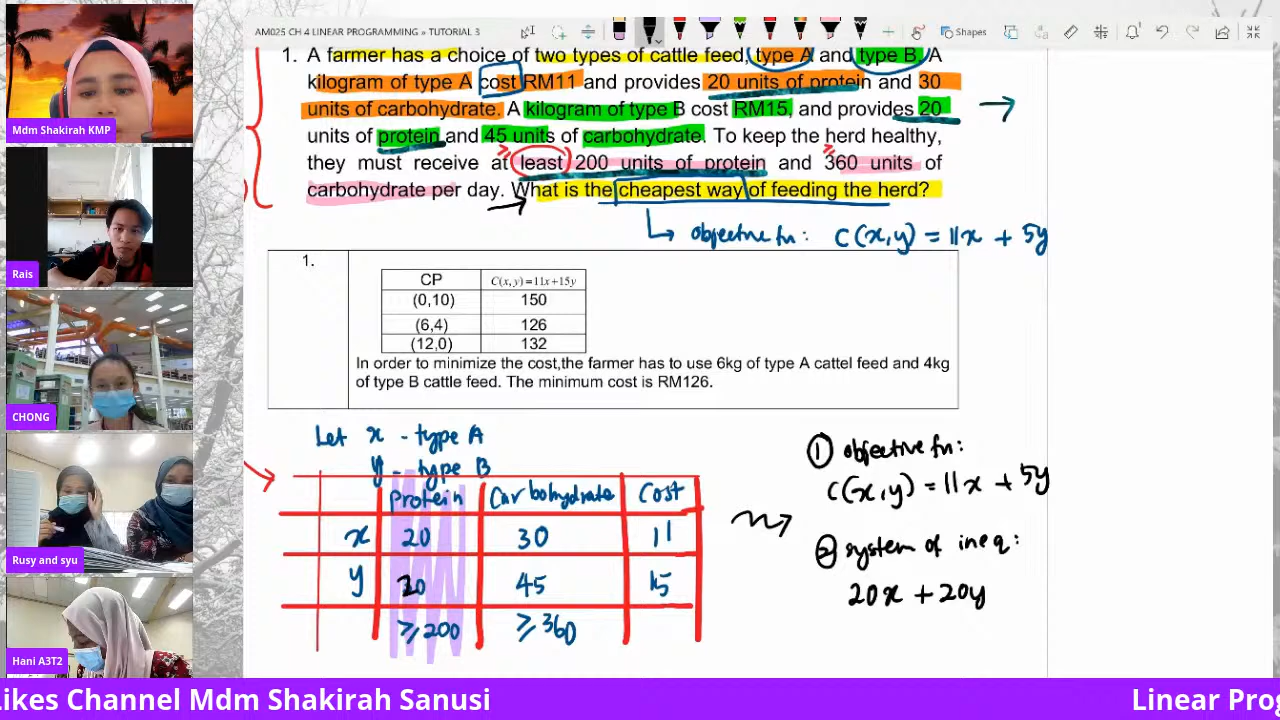 AM025 CH 4 LINEAR PROGRAMMING » TUTORIAL 3
Shapes
1. A farmer has a choice of two types of cattle feed, type A and type B. A
kilogram of type A cost RM11 and provides 20 units of protein and 30
units of carbohydrate. A kilogram of type B cost RM15, and provides 20
units of protein and 45 units of carbohydrate. To keep the herd healthy,
≥ ≥
they must receive at least 200 units of protein and 360 units of
carbohydrate per day. What is the cheapest way of feeding the herd?
objective fn: C(x,y) = 11x + 5y
1.
CP C(x,y)=11x+15y
(0,10) 150
(6,4) 126
(12,0) 132
In order to minimize the cost,the farmer has to use 6kg of type A cattel feed and 4kg
of type B cattle feed. The minimum cost is RM126.
Let x - type A
y - type B
Protein Carbohydrate Cost
x 20 30 11
y 20 45 15
≥200 ≥360
① objective fn:
C(x,y) = 11x + 5y
② system of ineq:
20x + 20y
Mdm Shakirah KMP
Rais
CHONG
Rusy and syu
Hani A3T2
Likes Channel Mdm Shakirah Sanusi
Linear Prog